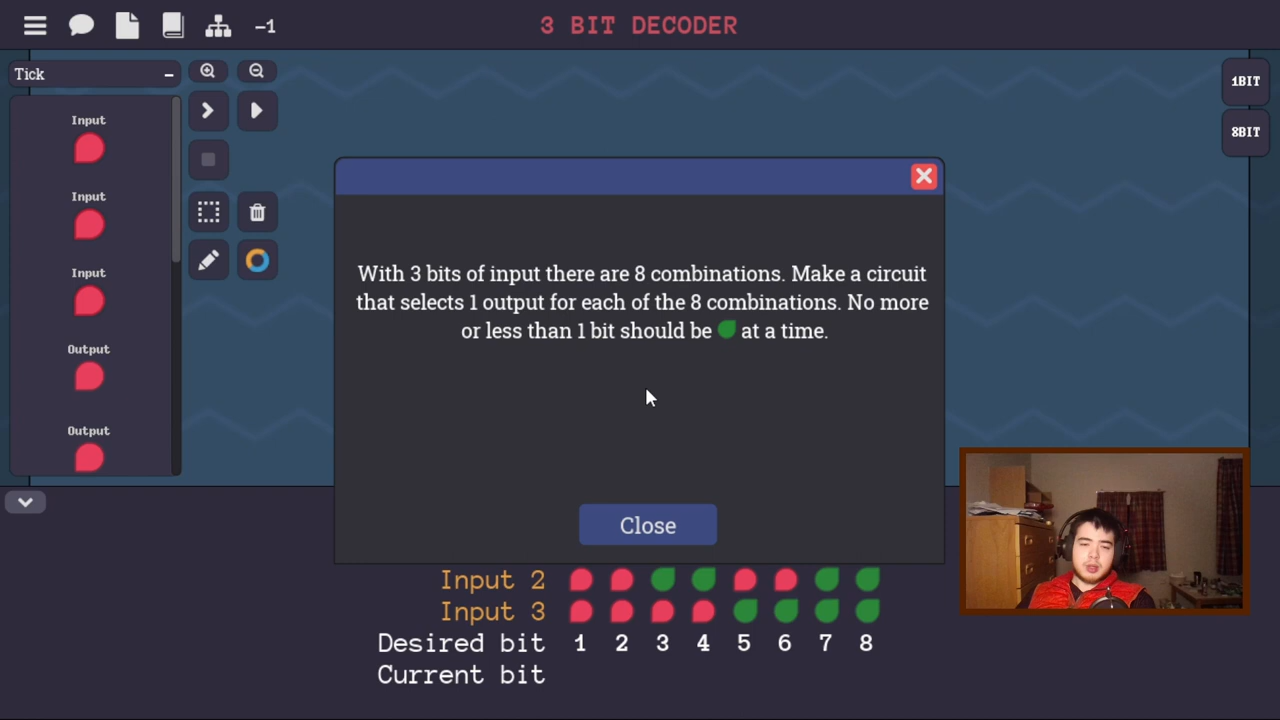 −1
3 BIT DECODER
Tick
−
Input
Input
Input
Output
Output
1BIT
8BIT
With 3 bits of input there are 8 combinations. Make a circuit
that selects 1 output for each of the 8 combinations. No more
or less than 1 bit should be at a time.
Close
Input 2
Input 3
Desired bit 1 2 3 4 5 6 7 8
Current bit